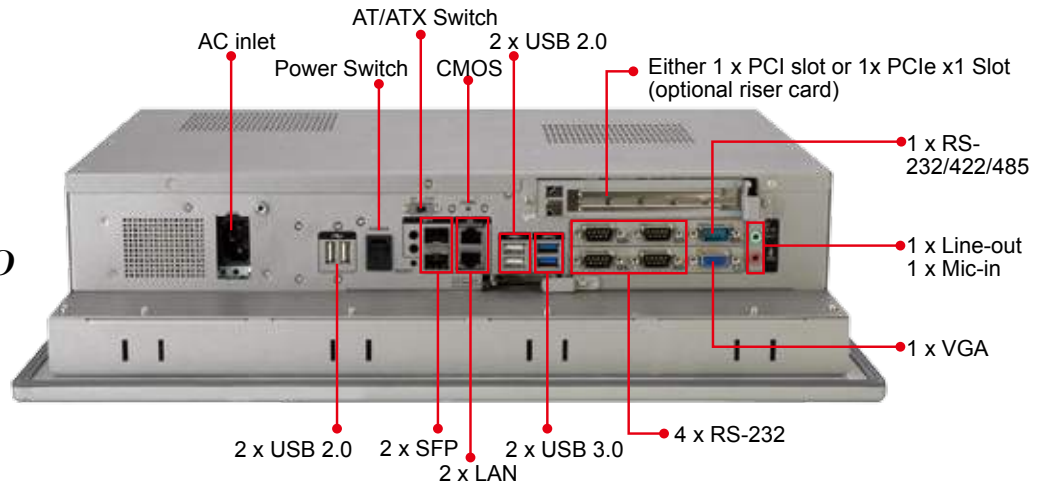 AT/ATX Switch
AC inlet
2 x USB 2.0
Power Switch
CMOS
Either 1 x PCI slot or 1x PCIe x1 Slot
(optional riser card)
1 x RS-
232/422/485
1 x Line-out
1 x Mic-in
1 x VGA
4 x RS-232
2 x USB 2.0
2 x SFP
2 x USB 3.0
2 x LAN